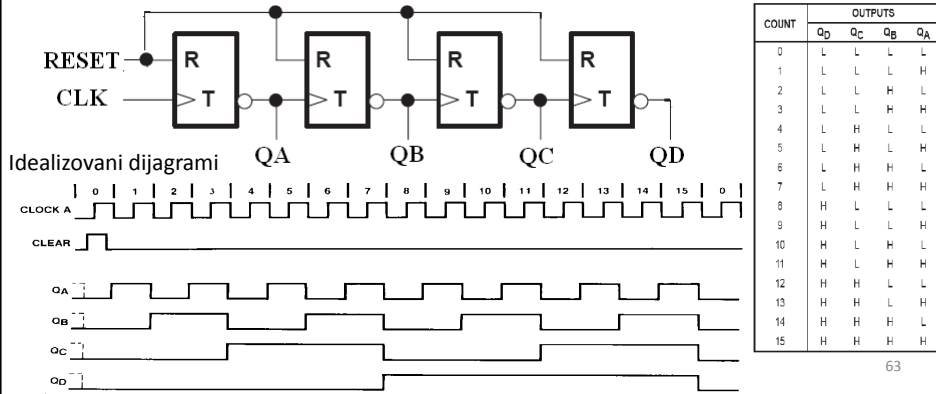 RESET
CLK
R
T
R
T
R
T
R
T
QA
QB
QC
QD
Idealizovani dijagrami
0 1 2 3 4 5 6 7 8 9 10 11 12 13 14 15 0
CLOCK A
CLEAR
QA
QB
QC
QD
COUNT OUTPUTS
QD QC QB QA
0 L L L L
1 L L L H
2 L L H L
3 L L H H
4 L H L L
5 L H L H
6 L H H L
7 L H H H
8 H L L L
9 H L L H
10 H L H L
11 H L H H
12 H H L L
13 H H L H
14 H H H L
15 H H H H
63